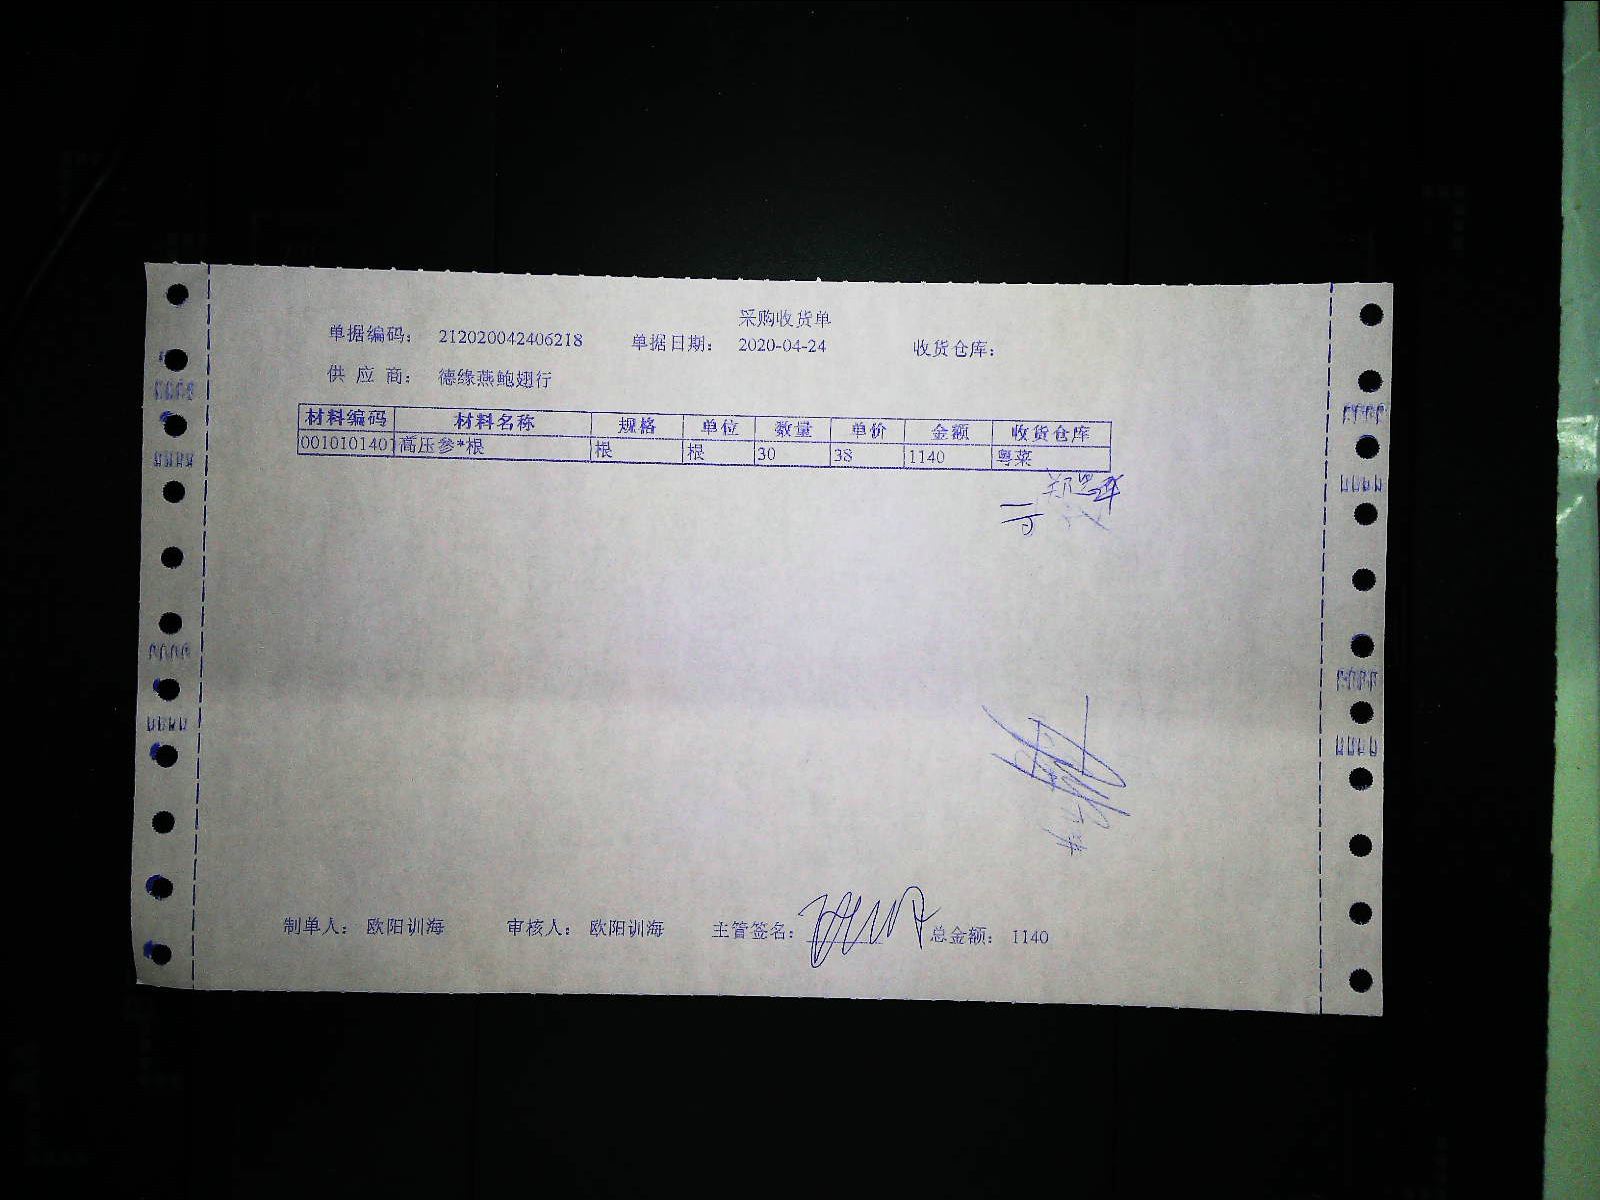 采购收货单
单据编码： 212020042406218 单据日期： 2020-04-24 收货仓库：
供 应 商： 德缘燕鲍翅行
材料编码 材料名称 规格 单位 数量 单价 金额 收货仓库
0010101401 高压參*根 根 根 30 38 1140 粤菜
制单人： 欧阳训海 审核人： 欧阳训海 主管签名： 总金额： 1140